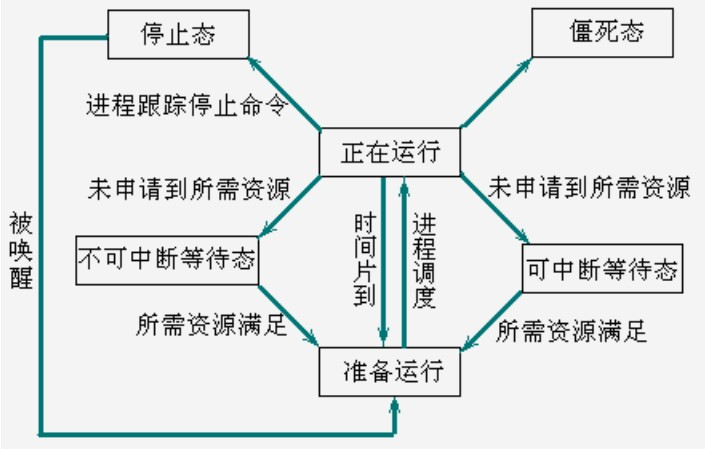 停止态
僵死态
进程跟踪停止命令
正在运行
未申请到所需资源
未申请到所需资源
被唤醒
时间片到
进程调度
不可中断等待态
可中断等待态
所需资源满足
所需资源满足
准备运行